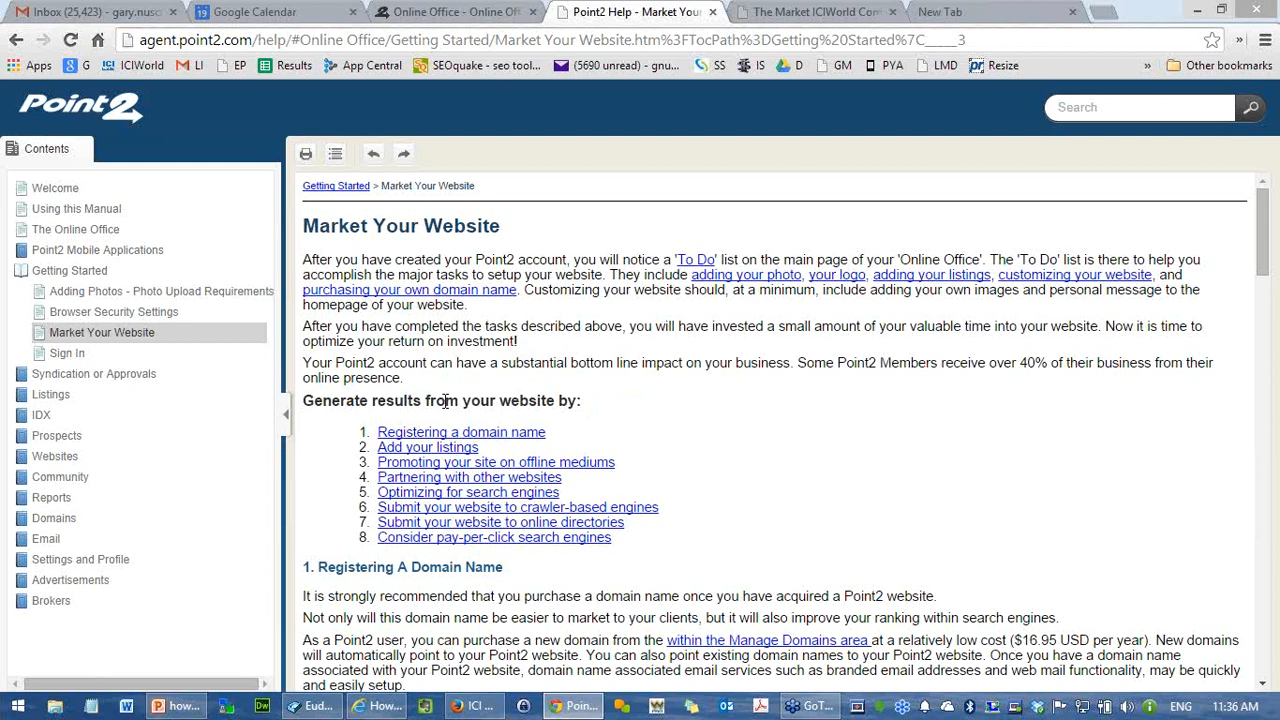 Inbox (25,423) - gary.nusc
Google Calendar
Online Office - Online Off
Point2 Help - Market Your
The Market ICIWorld Com
New Tab
agent.point2.com/help/#Online Office/Getting Started/Market Your Website.htm%3FTocPath%3DGetting%20Started%7C_____3
Apps G ICIWorld LI EP Results App Central SEOquake - seo tool... (5690 unread) - gnu... SS IS GM PYA LMD Resize » Other bookmarks
Point2
Search
Contents
Welcome
Using this Manual
The Online Office
Point2 Mobile Applications
Getting Started
Adding Photos - Photo Upload Requirements
Browser Security Settings
Market Your Website
Sign In
Syndication or Approvals
Listings
IDX
Prospects
Websites
Community
Reports
Domains
Email
Settings and Profile
Advertisements
Brokers
Getting Started > Market Your Website
Market Your Website
After you have created your Point2 account, you will notice a 'To Do' list on the main page of your 'Online Office'. The 'To Do' list is there to help you
accomplish the major tasks to setup your website. They include adding your photo, your logo, adding your listings, customizing your website, and
purchasing your own domain name. Customizing your website should, at a minimum, include adding your own images and personal message to the
homepage of your website.
After you have completed the tasks described above, you will have invested a small amount of your valuable time into your website. Now it is time to
optimize your return on investment!
Your Point2 account can have a substantial bottom line impact on your business. Some Point2 Members receive over 40% of their business from their
online presence.
Generate results from your website by:
1. Registering a domain name
2. Add your listings
3. Promoting your site on offline mediums
4. Partnering with other websites
5. Optimizing for search engines
6. Submit your website to crawler-based engines
7. Submit your website to online directories
8. Consider pay-per-click search engines
1. Registering A Domain Name
It is strongly recommended that you purchase a domain name once you have acquired a Point2 website.
Not only will this domain name be easier to market to your clients, but it will also improve your ranking within search engines.
As a Point2 user, you can purchase a new domain from the within the Manage Domains area at a relatively low cost ($16.95 USD per year). New domains
will automatically point to your Point2 website. You can also point existing domain names to your Point2 website. Once you have a domain name
associated with your Point2 website, domain name associated email services such as branded email addresses and web mail functionality, may be quickly
and easily setup.
how... Eud... How... ICI ... Poin... GoT... ENG 11:36 AM